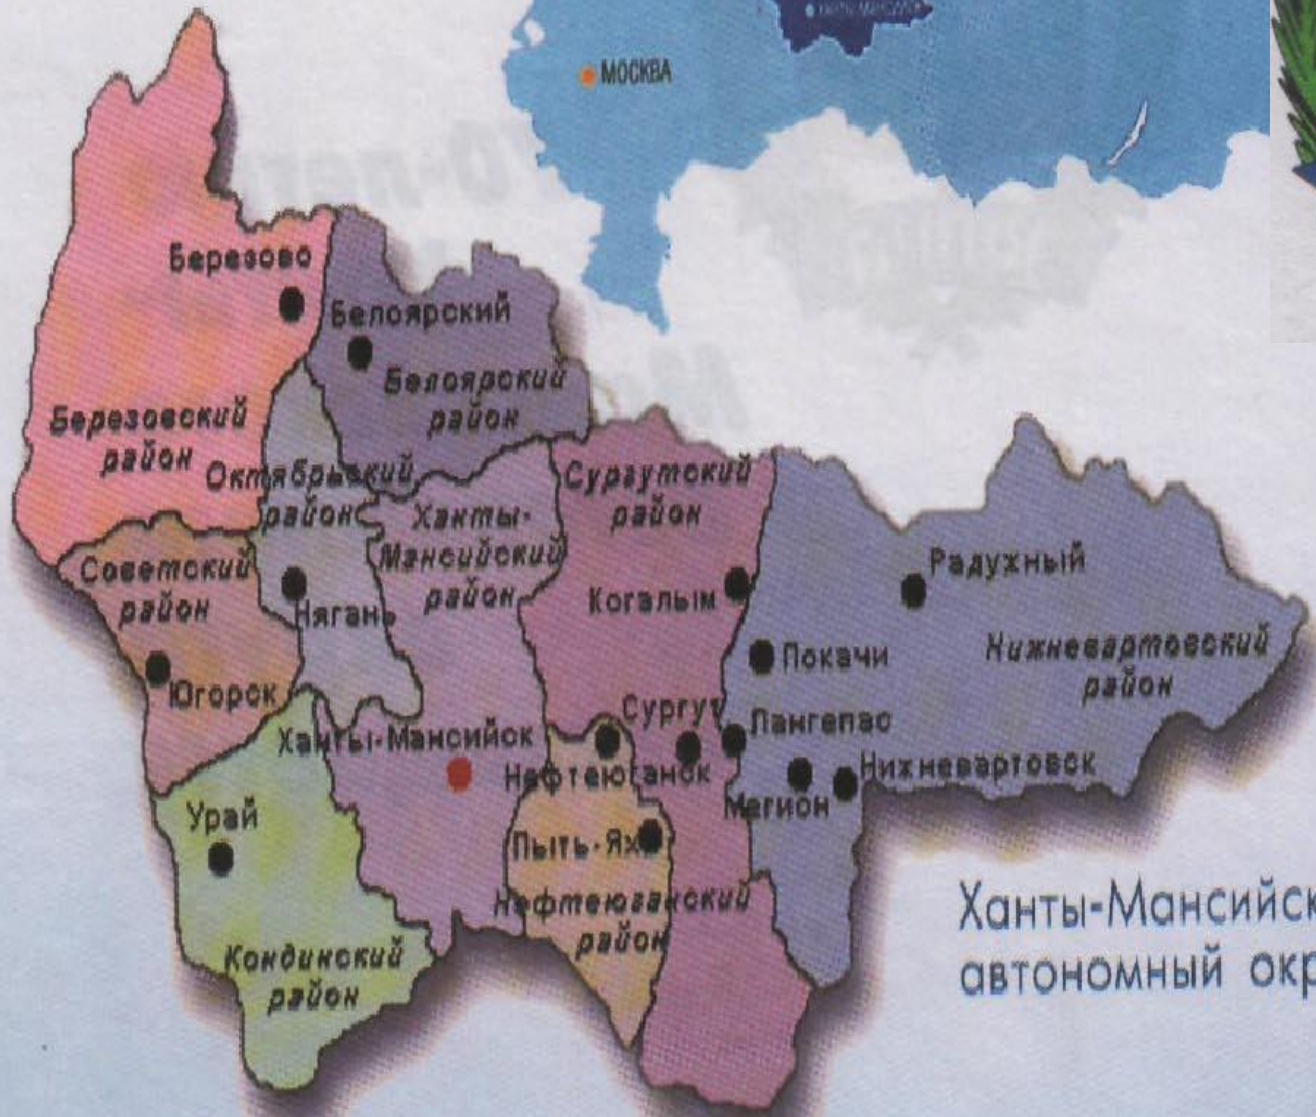 МОСКВА
Березово
Белоярский
Белоярский
район
Березовский
район
Октябрьский
район
Сургутский
район
Ханты-
Мансийский
район
Советский
район
Нягань
Когалым
Радужный
Покачи
Нижневартовский
район
Югорск
Сургут
Лангепас
Ханты-Мансийск
Нефтеюганск
Нижневартовск
Мегион
Урай
Пыть-Ях
Нефтеюганский
район
Кондинский
район
Ханты-Мансийск
автономный окр